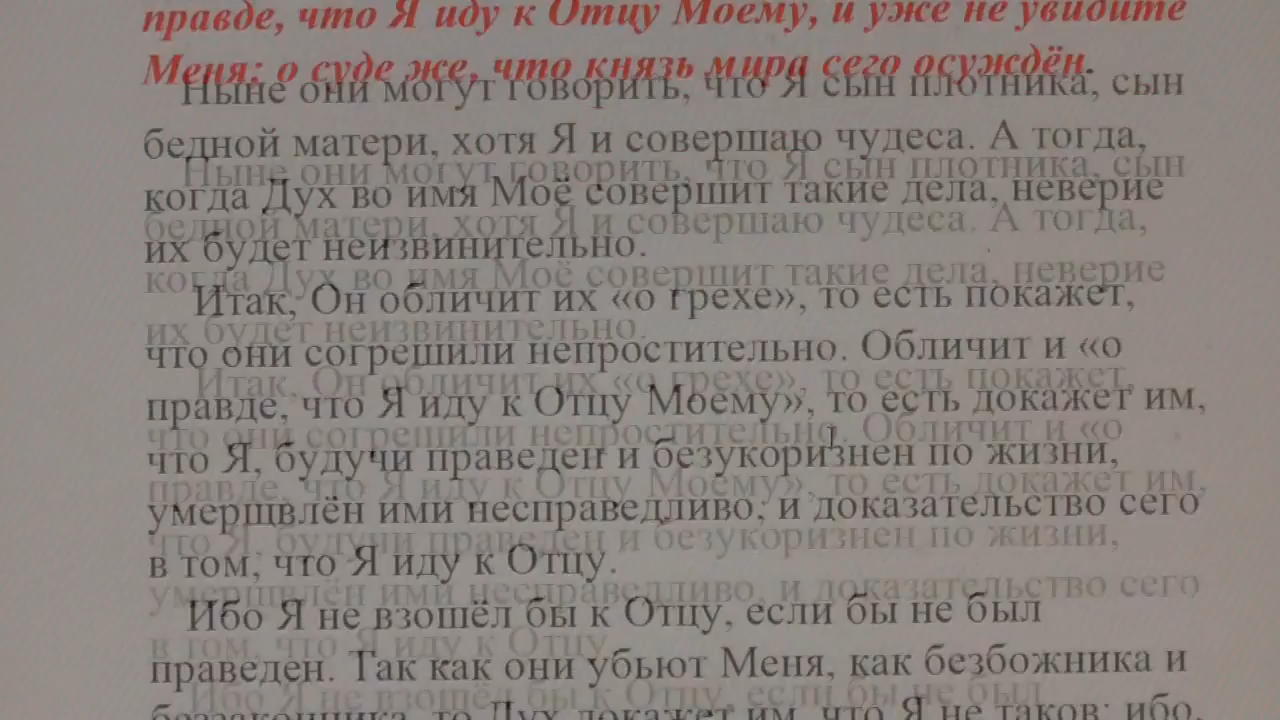 правде, что Я иду к Отцу Моему, и уже не увидите
Меня; о суде же, что князь мира сего осуждён.
Ныне они могут говорить, что Я сын плотника, сын
бедной матери, хотя Я и совершаю чудеса. А тогда,
когда Дух во имя Моё совершит такие дела, неверие
их будет неизвинительно.
Итак, Он обличит их «о грехе», то есть покажет,
что они согрешили непростительно. Обличит и «о
правде, что Я иду к Отцу Моему», то есть докажет им,
что Я, будучи праведен и безукоризнен по жизни,
умерщвлён ими несправедливо, и доказательство сего
в том, что Я иду к Отцу.
Ибо Я не взошёл бы к Отцу, если бы не был
праведен. Так как они убьют Меня, как безбожника и
беззаконника, то Дух докажет им, что Я не таков; ибо,